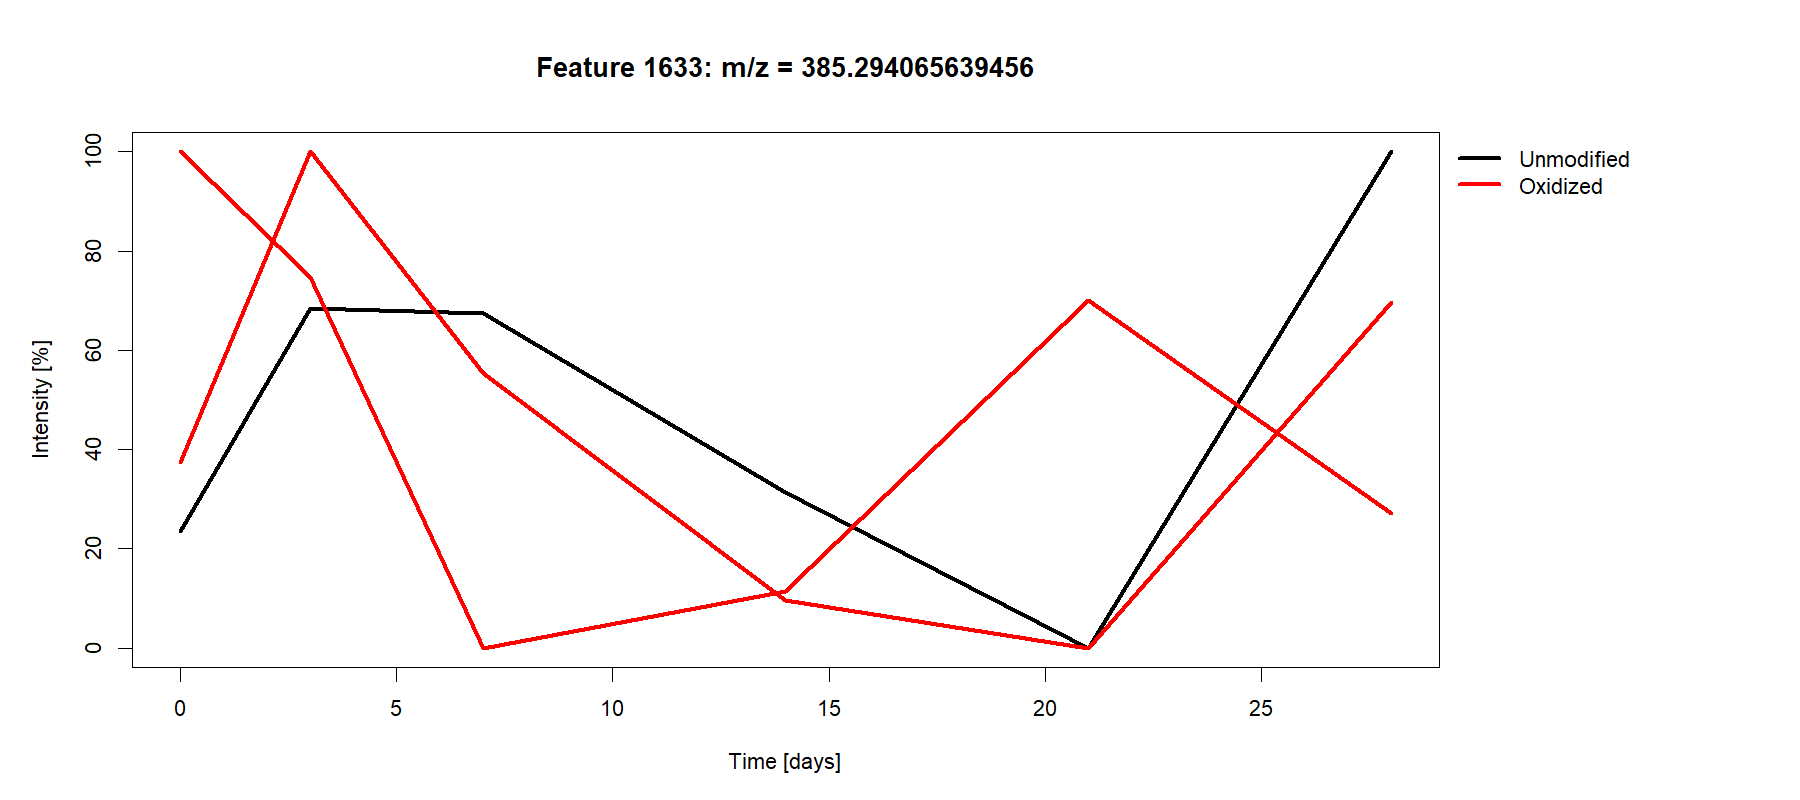 Feature 1633: m/z = 385.294065639456
Unmodified
Oxidized
Intensity [%]
100
80
60
40
20
0
0 5 10 15 20 25
Time [days]